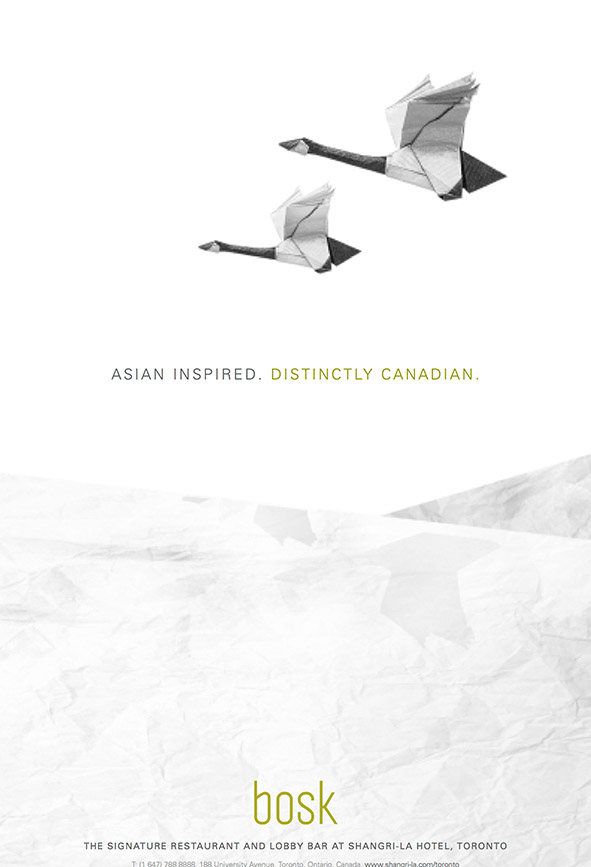 ASIAN INSPIRED. DISTINCTLY CANADIAN.
bosk
THE SIGNATURE RESTAURANT AND LOBBY BAR AT SHANGRI-LA HOTEL, TORONTO
T: (1 647) 788 8888, 188 University Avenue, Toronto, Ontario, Canada, www.shangri-la.com/toronto